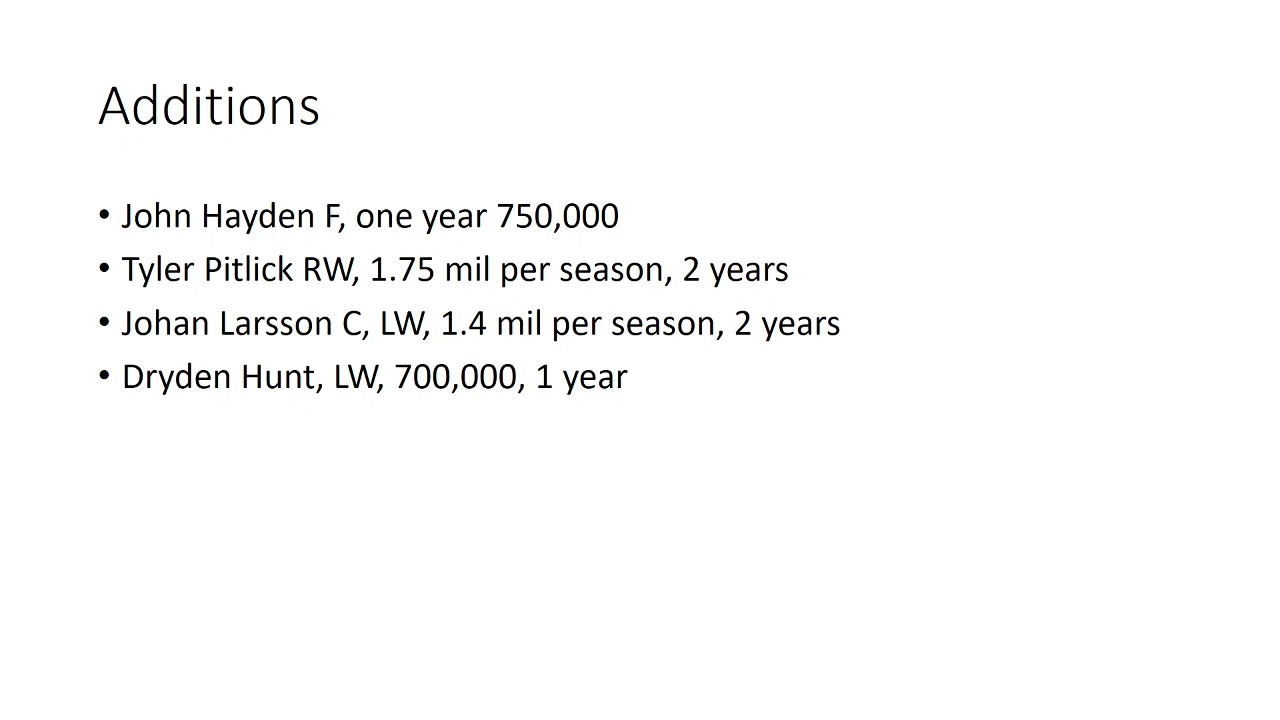 Additions
• John Hayden F, one year 750,000
• Tyler Pitlick RW, 1.75 mil per season, 2 years
• Johan Larsson C, LW, 1.4 mil per season, 2 years
• Dryden Hunt, LW, 700,000, 1 year